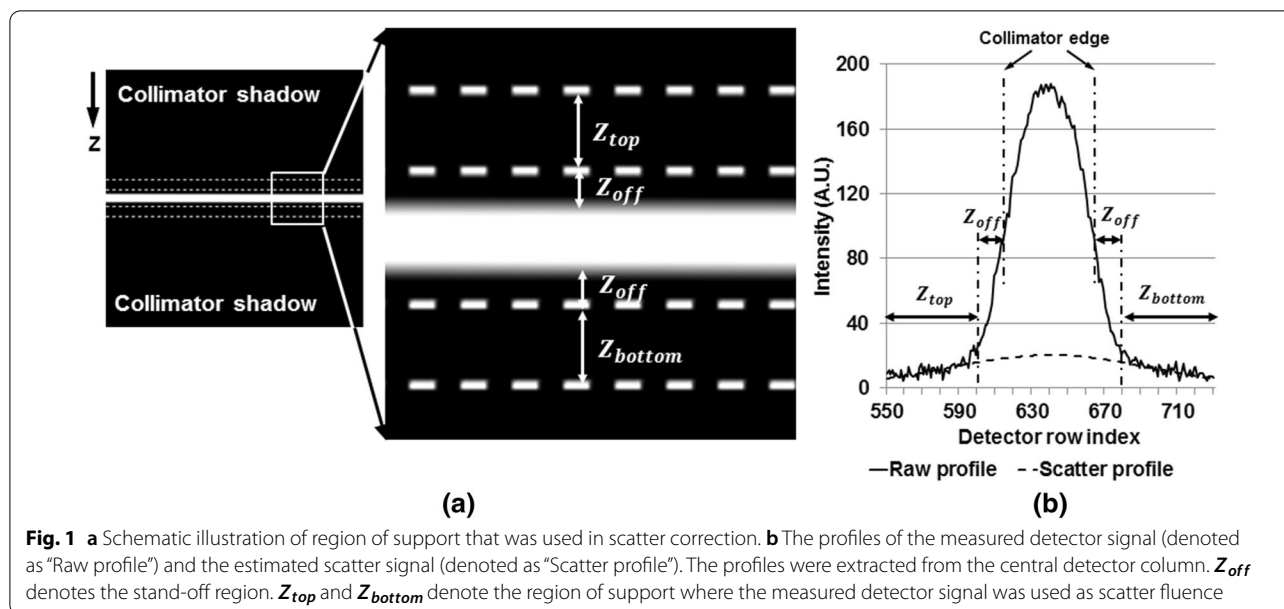 Collimator shadow
Z
Collimator shadow
Z_top
Z_off
Z_off
Z_bottom
(a)
Collimator edge
200
160
120
80
40
0
Intensity (A.U.)
Z_off
Z_off
Z_top
Z_bottom
550 590 630 670 710
Detector row index
Raw profile Scatter profile
(b)
Fig. 1 a Schematic illustration of region of support that was used in scatter correction. b The profiles of the measured detector signal (denoted
as “Raw profile”) and the estimated scatter signal (denoted as “Scatter profile”). The profiles were extracted from the central detector column. Z_off
denotes the stand-off region. Z_top and Z_bottom denote the region of support where the measured detector signal was used as scatter fluence